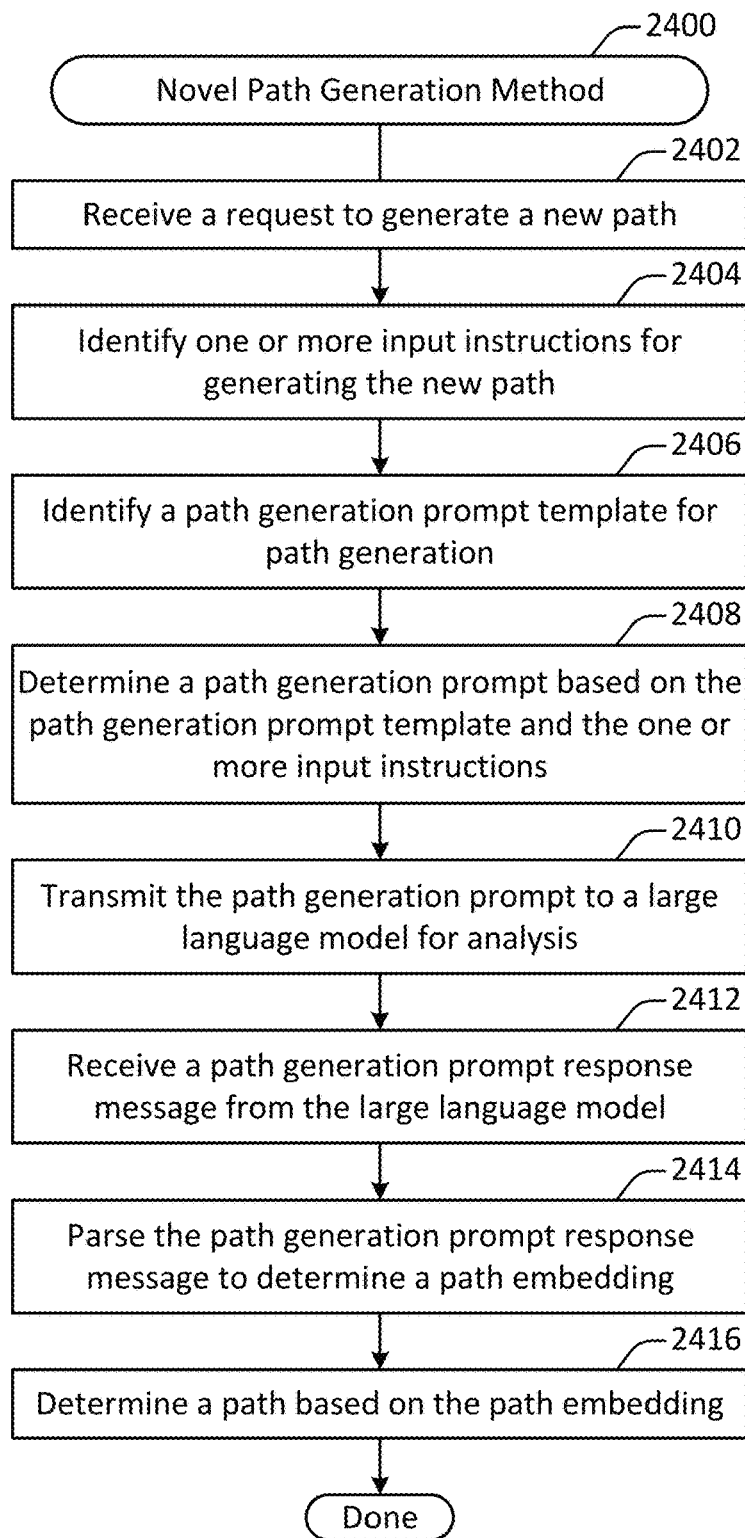 2400
Novel Path Generation Method
2402
Receive a request to generate a new path
2404
Identify one or more input instructions for
generating the new path
2406
Identify a path generation prompt template for
path generation
2408
Determine a path generation prompt based on the
path generation prompt template and the one or
more input instructions
2410
Transmit the path generation prompt to a large
language model for analysis
2412
Receive a path generation prompt response
message from the large language model
2414
Parse the path generation prompt response
message to determine a path embedding
2416
Determine a path based on the path embedding
Done